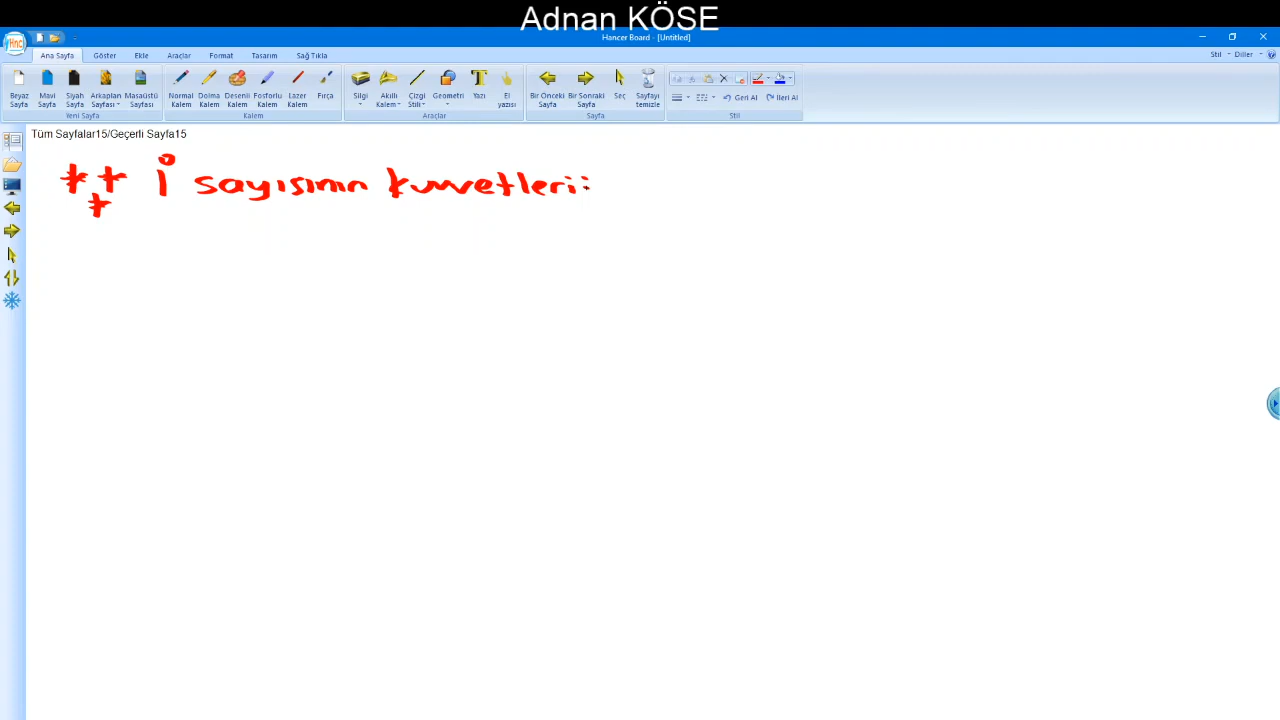 Adnan KÖSE
Hancer Board - [Untitled]
Ana Sayfa Göster Ekle Araçlar Format Tasarım Sağ Tıkla Stil Diller
Beyaz Sayfa Mavi Sayfa Siyah Sayfa Arkaplan Sayfası Masaüstü Sayfası Normal Kalem Dolma Kalem Desenli Kalem Fosforlu Kalem Lazer Kalem Fırça Silgi Akıllı Kalem Çizgi Stili Geometri Yazı El yazısı Bir Önceki Sayfa Bir Sonraki Sayfa Seç Sayfayı temizle Geri Al İleri Al
Yeni Sayfa Kalem Araçlar Sayfa Stil
Tüm Sayfalar15/Geçerli Sayfa15
*** i sayısının kuvvetleri: